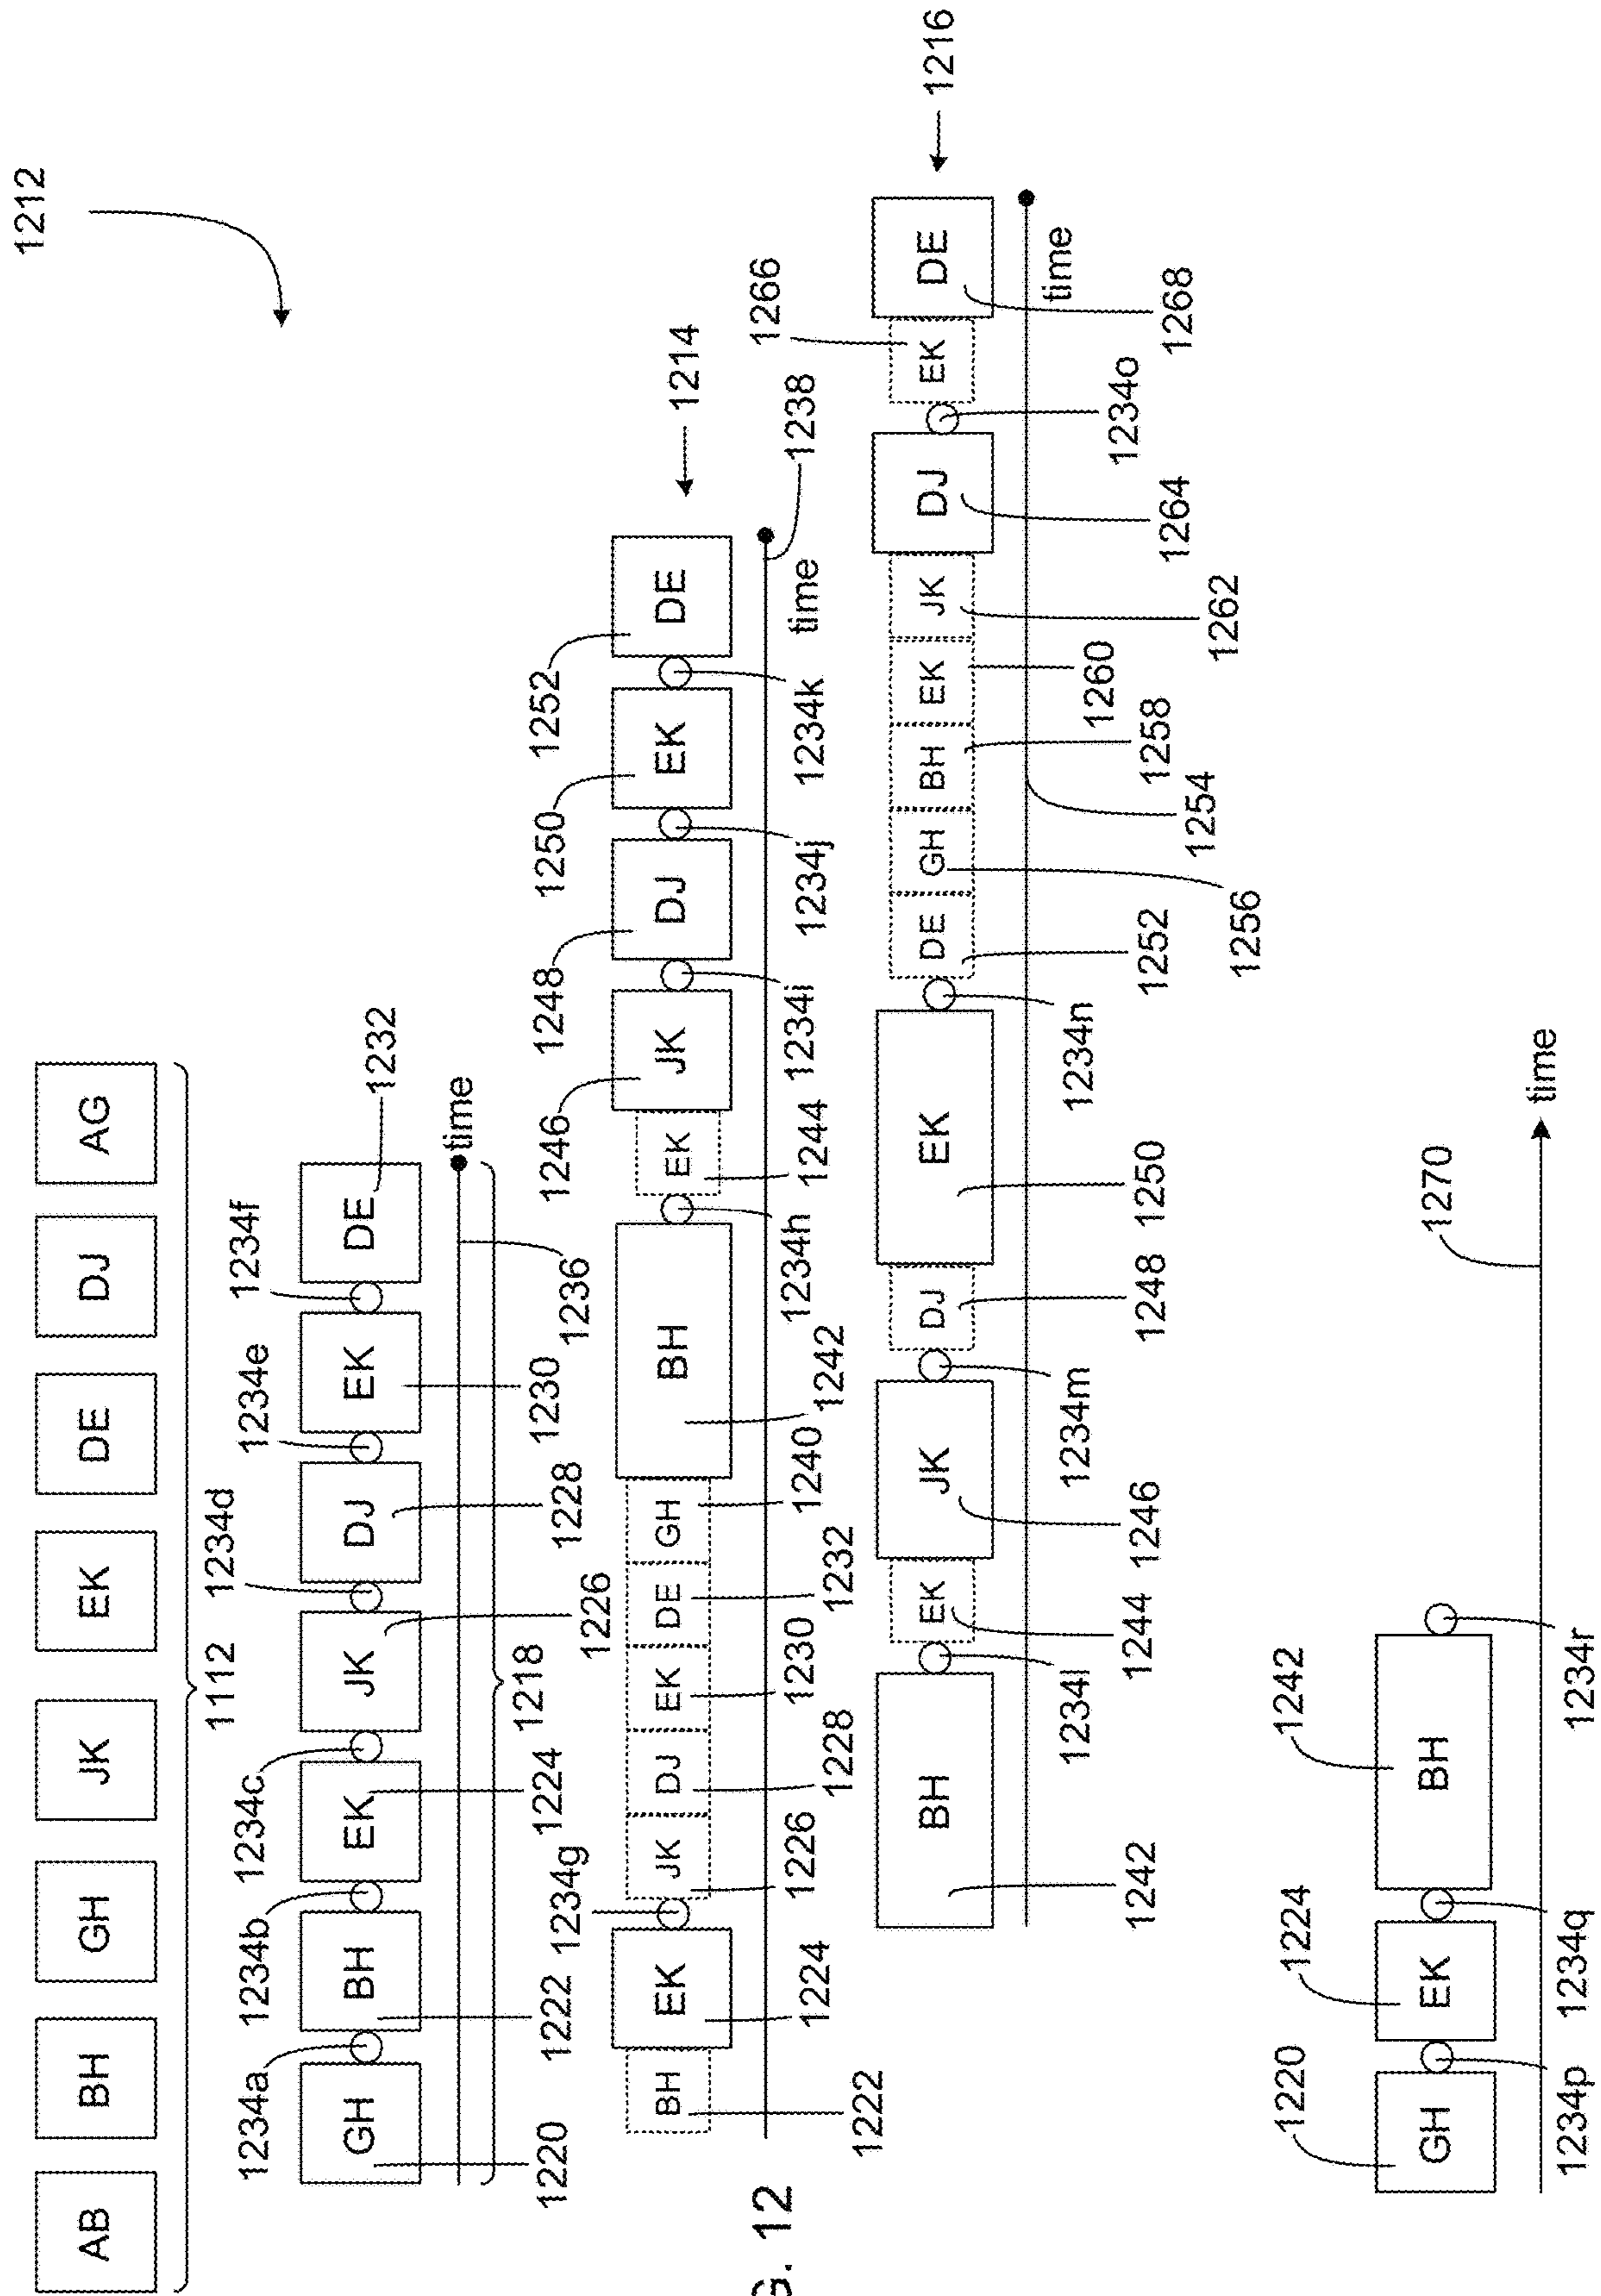 1212
AB BH GH JK EK DE DJ AG
1112
1234a 1234b 1234c 1234d 1234e 1234f
GH BH EK JK DJ EK DE 1232
time
1220 1222 1224 1226 1228 1230 1236
1218
1234g 1246 1248 1250 1252 1214
BH EK JK DJ EK DE GH BH EK JK DJ EK DE
1238
time
1222 1224 1226 1228 1230 1232 1240 1242 1234h 1244 1234i 1234j 1234k
G. 12
1266 1216
BH EK JK DJ EK DE GH BH EK JK DJ EK DE
time
1242 1234l 1244 1246 1234m 1248 1250 1234n 1252 1256 1254 1258 1260 1262 1264 1234o 1268
1220 1224 1242 1270
GH EK BH
time
1234p 1234q 1234r